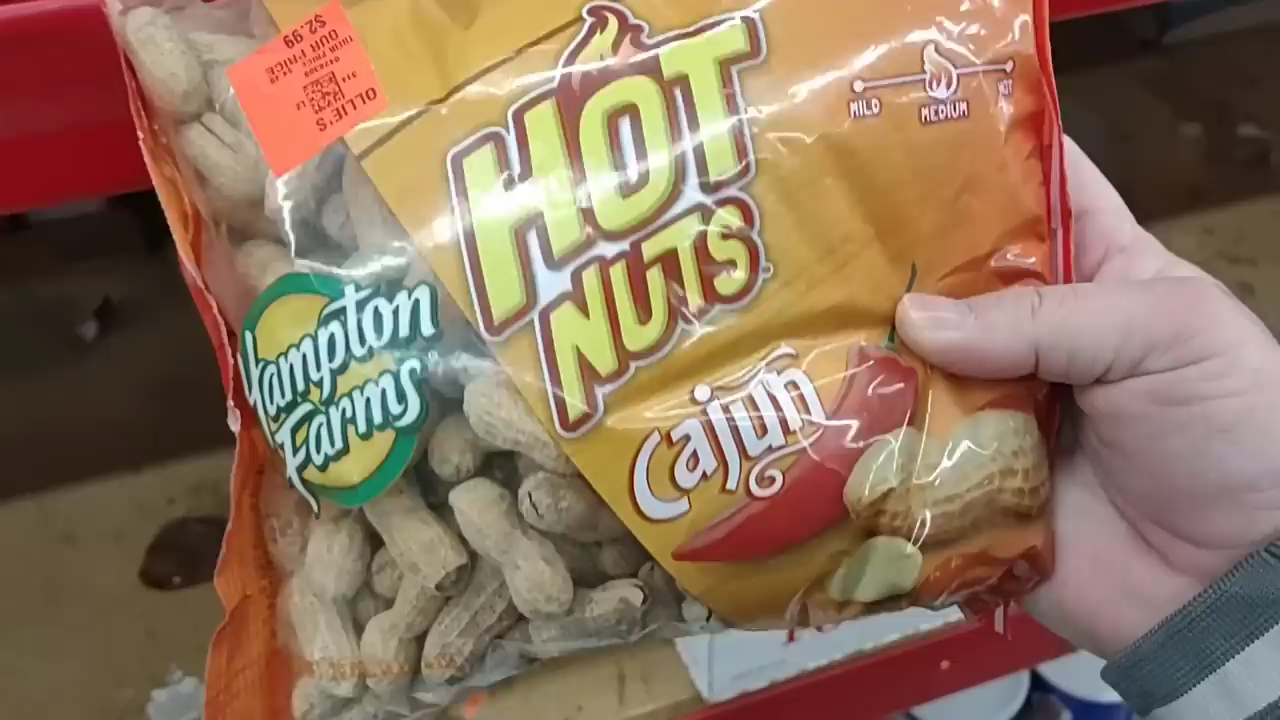 OLLIE'S
OUR PRICE
$2.99
HOT
NUTS
MILD
MEDIUM
HOT
Hampton
Farms®
Cajun